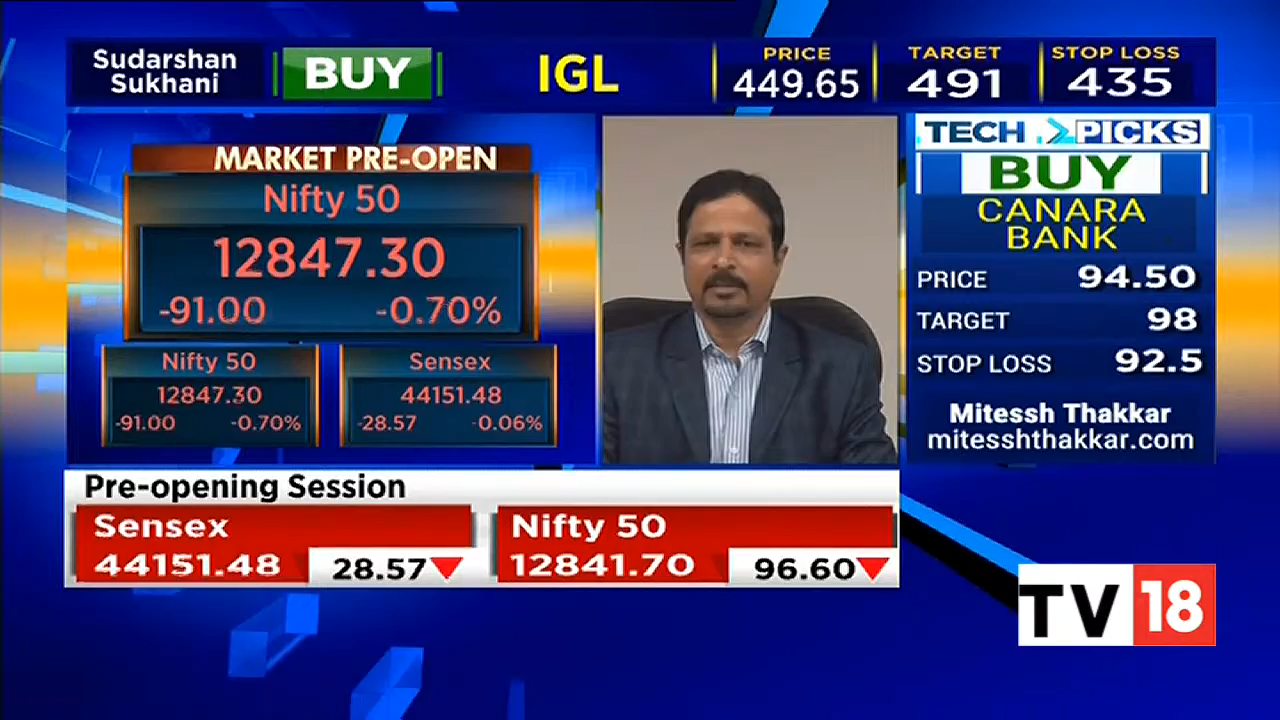 Sudarshan
Sukhani
BUY
IGL
PRICE
449.65
TARGET
491
STOP LOSS
435
MARKET PRE-OPEN
Nifty 50
12847.30
-91.00 -0.70%
Nifty 50
12847.30
-91.00 -0.70%
Sensex
44151.48
-28.57 -0.06%
TECH PICKS
BUY
CANARA
BANK
PRICE 94.50
TARGET 98
STOP LOSS 92.5
Mitessh Thakkar
mitesshthakkar.com
Pre-opening Session
Sensex
44151.48 28.57
Nifty 50
12841.70 96.60
TV18